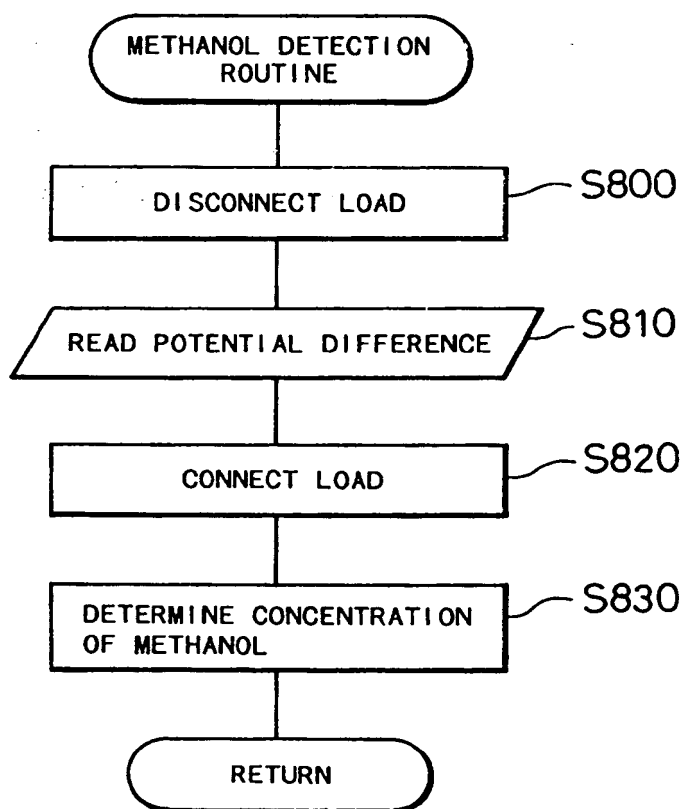 METHANOL DETECTION
ROUTINE
DISCONNECT LOAD
S800
READ POTENTIAL DIFFERENCE
S810
CONNECT LOAD
S820
DETERMINE CONCENTRATION
OF METHANOL
S830
RETURN